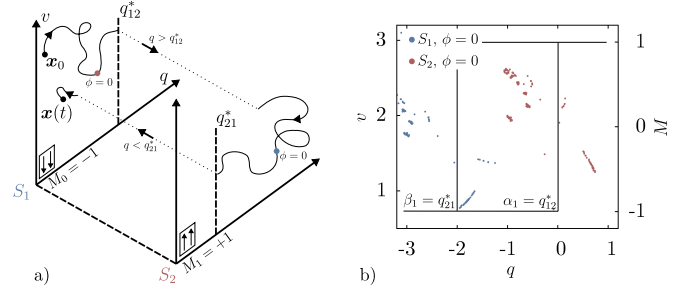 v
q*12
q > q*12
x0
ϕ = 0
q
x(t)
q*21
q < q*21
ϕ = 0
M0 = −1
S1
M1 = +1
S2
a)
S1, ϕ = 0
S2, ϕ = 0
3
2
1
v
1
0
-1
M
β1 = q*21
α1 = q*12
-3 -2 -1 0 1
q
b)